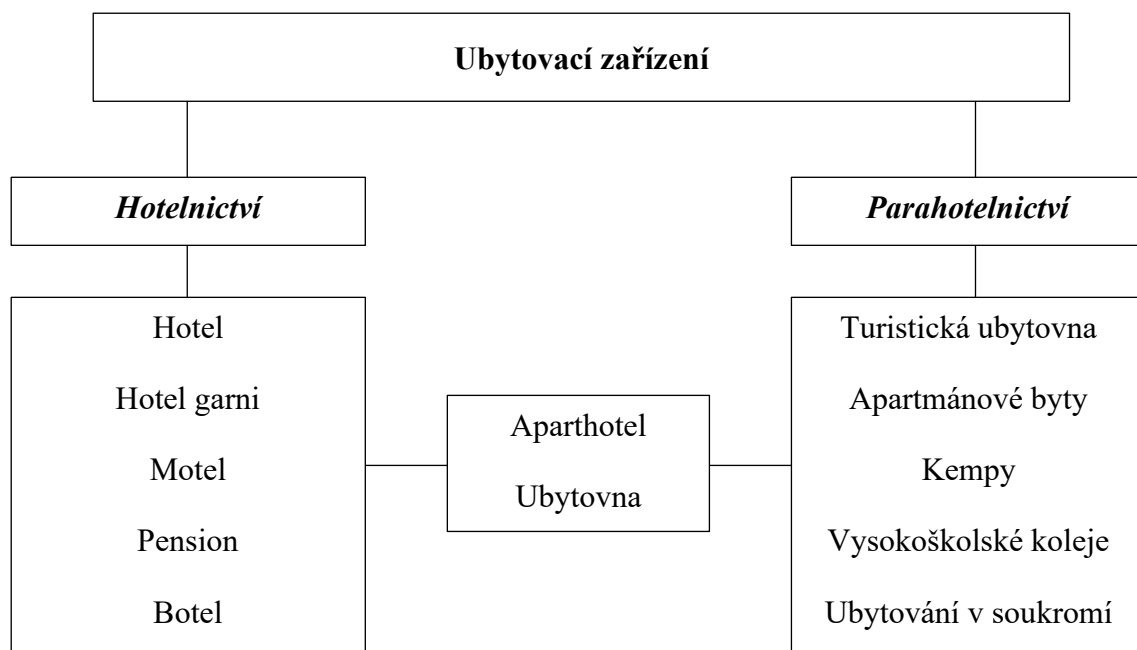 Ubytovací zařízení
Hotelnictví
Parahotelnictví
Hotel
Hotel garni
Motel
Pension
Botel
Aparthotel
Ubytovna
Turistická ubytovna
Apartmánové byty
Kempy
Vysokoškolské koleje
Ubytování v soukromí